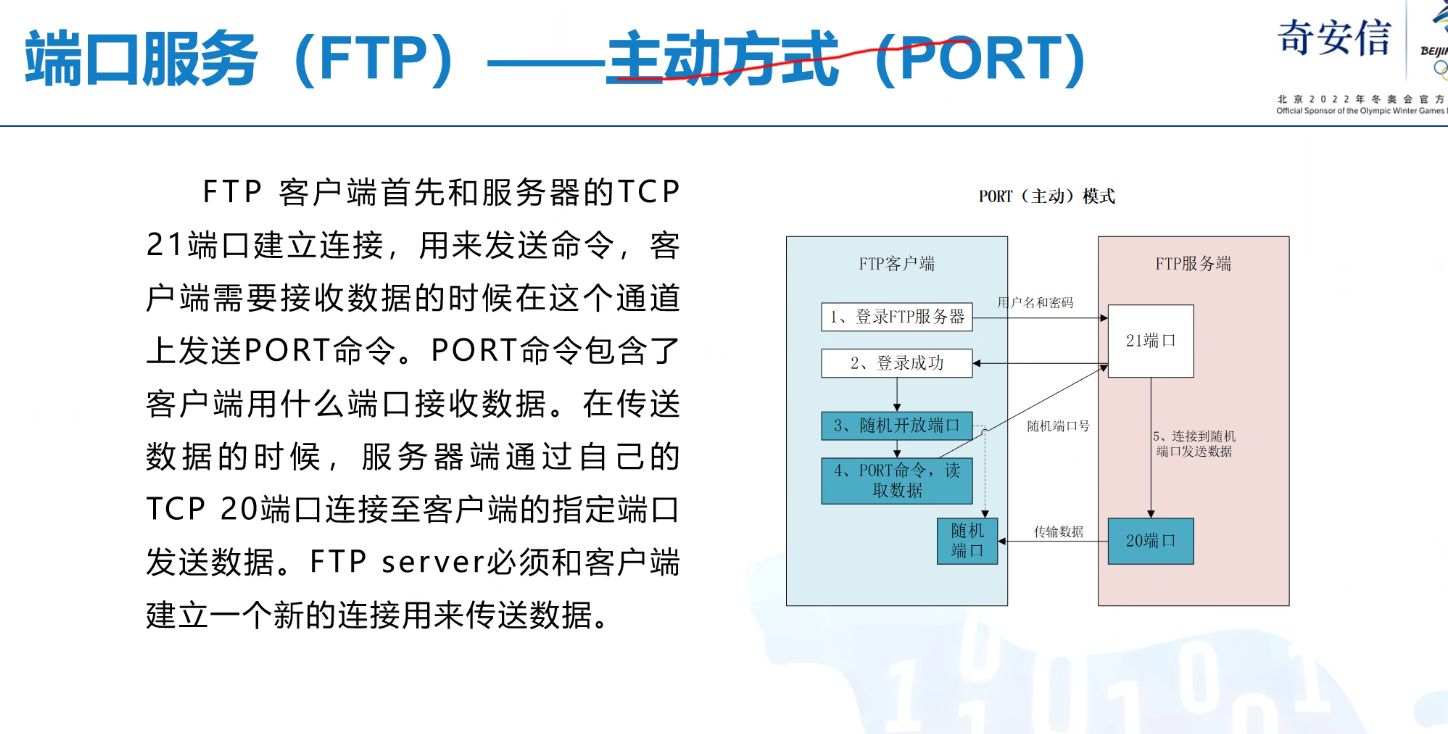 端口服务（FTP）——主动方式（PORT）
奇安信
北京2022年冬奥会官方
Official Sponsor of the Olympic Winter Games
FTP 客户端首先和服务器的TCP
21端口建立连接，用来发送命令，客
户端需要接收数据的时候在这个通道
上发送PORT命令。PORT命令包含了
客户端用什么端口接收数据。在传送
数据的时候，服务器端通过自己的
TCP 20端口连接至客户端的指定端口
发送数据。FTP server必须和客户端
建立一个新的连接用来传送数据。
PORT（主动）模式
FTP客户端
FTP服务端
用户名和密码
1、登录FTP服务器
21端口
2、登录成功
3、随机开放端口
随机端口号
5、连接到随机
端口发送数据
4、PORT命令，读
取数据
随机
端口
传输数据
20端口